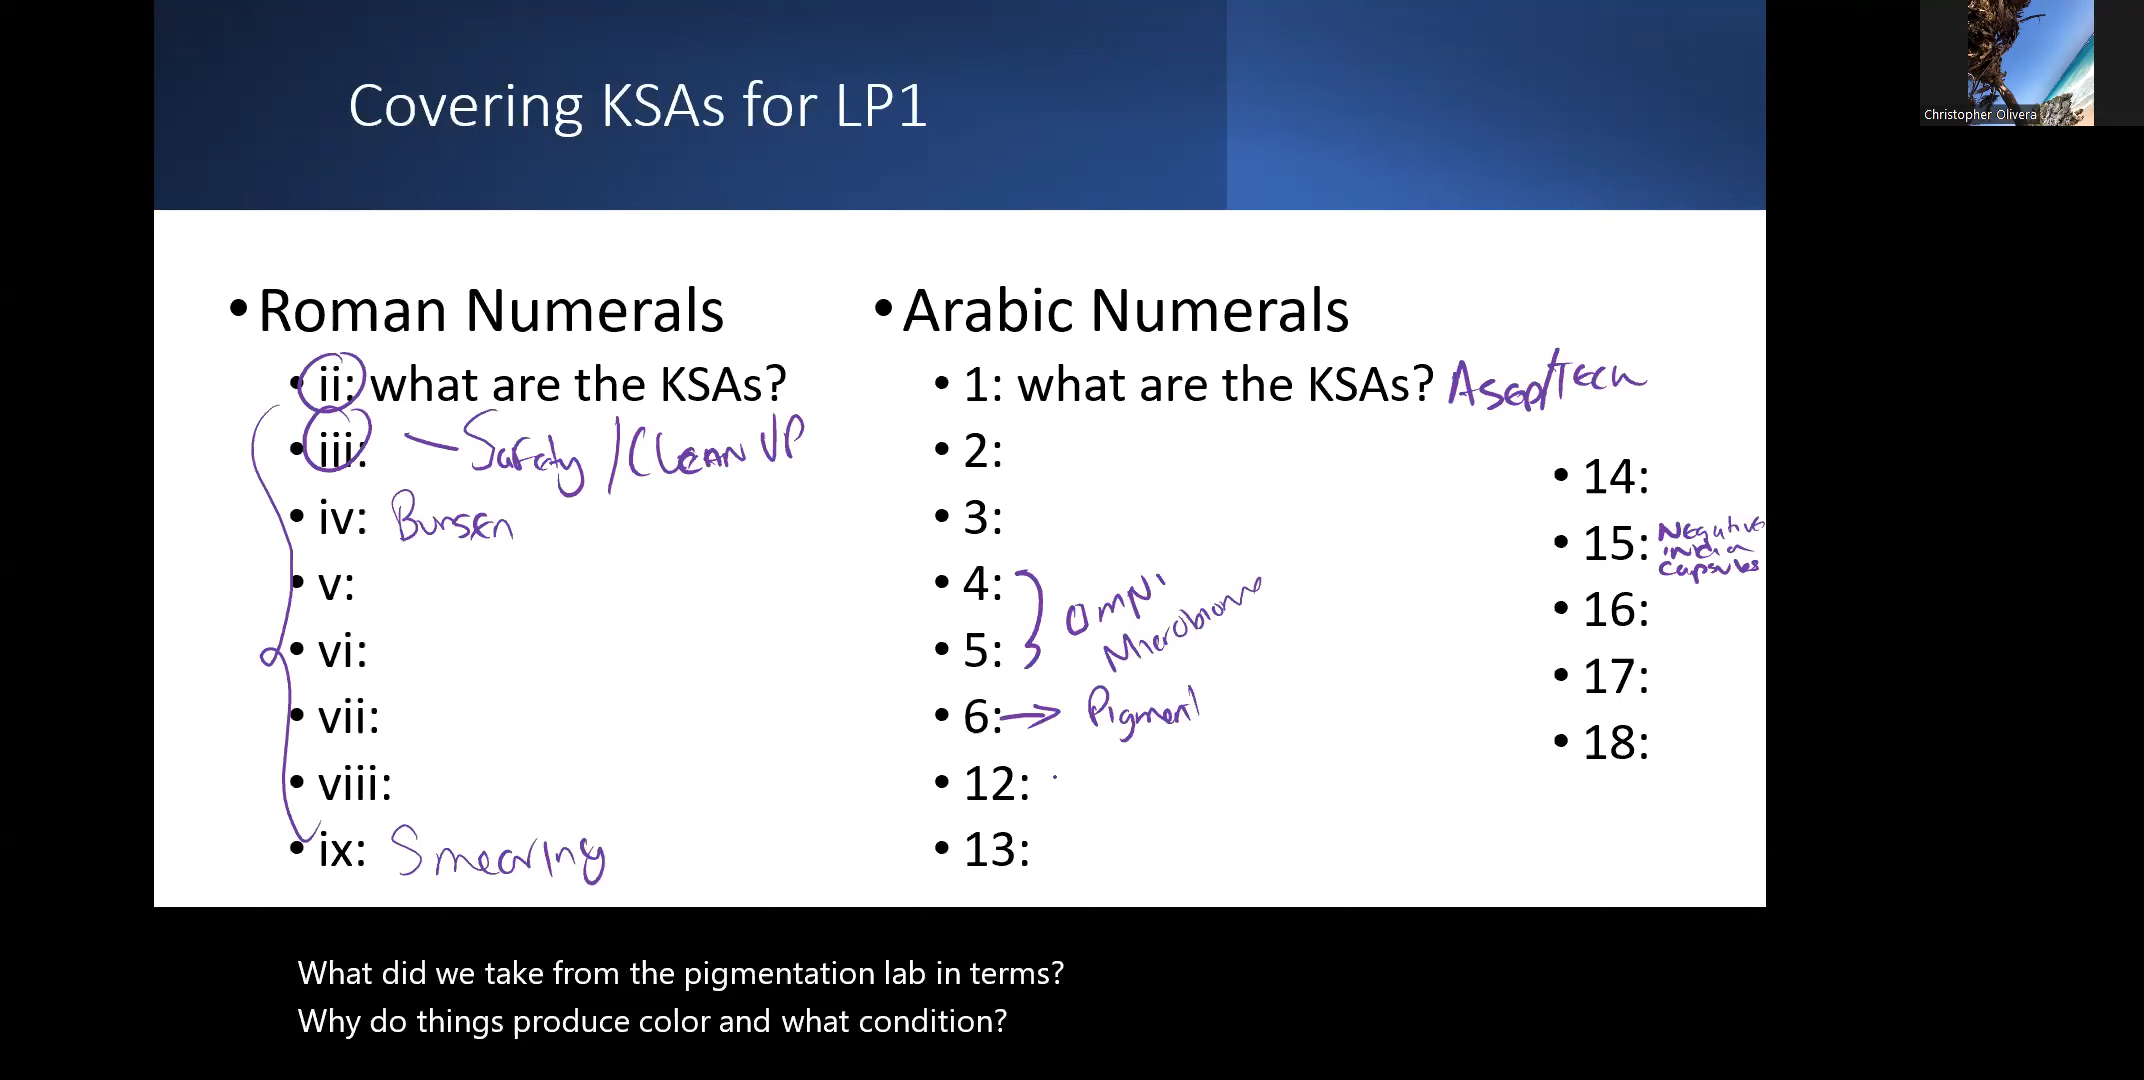 Covering KSAs for LP1
Christopher Olivera
• Roman Numerals
• ii: what are the KSAs?
• iii: – Safety / Clean UP
• iv: Bunsen
• v:
• vi:
• vii:
• viii:
• ix: Smearing
• Arabic Numerals
• 1: what are the KSAs? Asep/Tech
• 2:
• 3:
• 4:
• 5:
Omni
Microbiome
• 6: → Pigment
• 12:
• 13:
• 14:
• 15: Negative
india
capsules
• 16:
• 17:
• 18:
What did we take from the pigmentation lab in terms?
Why do things produce color and what condition?